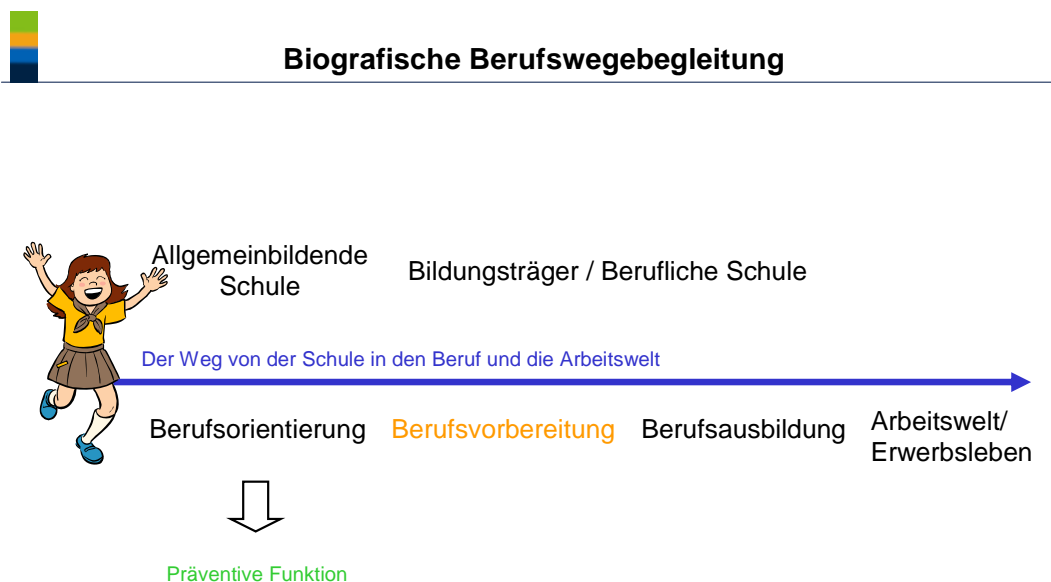 Biografische Berufswegebegleitung
Allgemeinbildende
Schule
Bildungsträger / Berufliche Schule
Der Weg von der Schule in den Beruf und die Arbeitswelt
Berufsorientierung
Berufsvorbereitung
Berufsausbildung
Arbeitswelt/
Erwerbsleben
Präventive Funktion